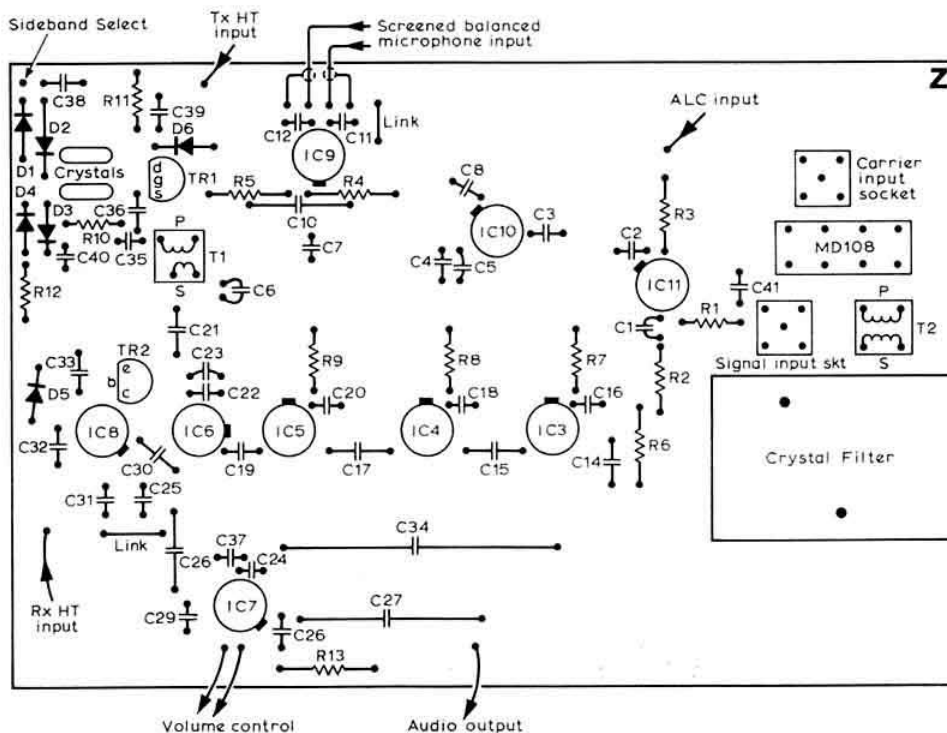 Sideband Select
Tx HT
input
Screened balanced
microphone input
Z
C38
R11
C39
D2
D6
C12
C11
Link
ALC input
IC9
D1
Crystals
d
g
s
TR1
C8
Carrier
input
socket
D4
D3
C36
R5
R4
R3
R10
C10
IC10
C3
C2
MD108
C40
C35
P
T1
S
C7
C4
C5
IC11
C41
R12
C6
C1
R1
P
T2
S
C21
Signal input skt
C33
TR2
e
b
c
C23
R9
R8
R7
R2
D5
C22
C20
C18
C16
IC8
IC6
IC5
IC4
IC3
C32
C30
C19
C17
C15
C14
R6
Crystal Filter
C31
C25
Link
C26
C37
C24
C34
Rx HT
input
C29
IC7
C26
C27
R13
Volume control
Audio output